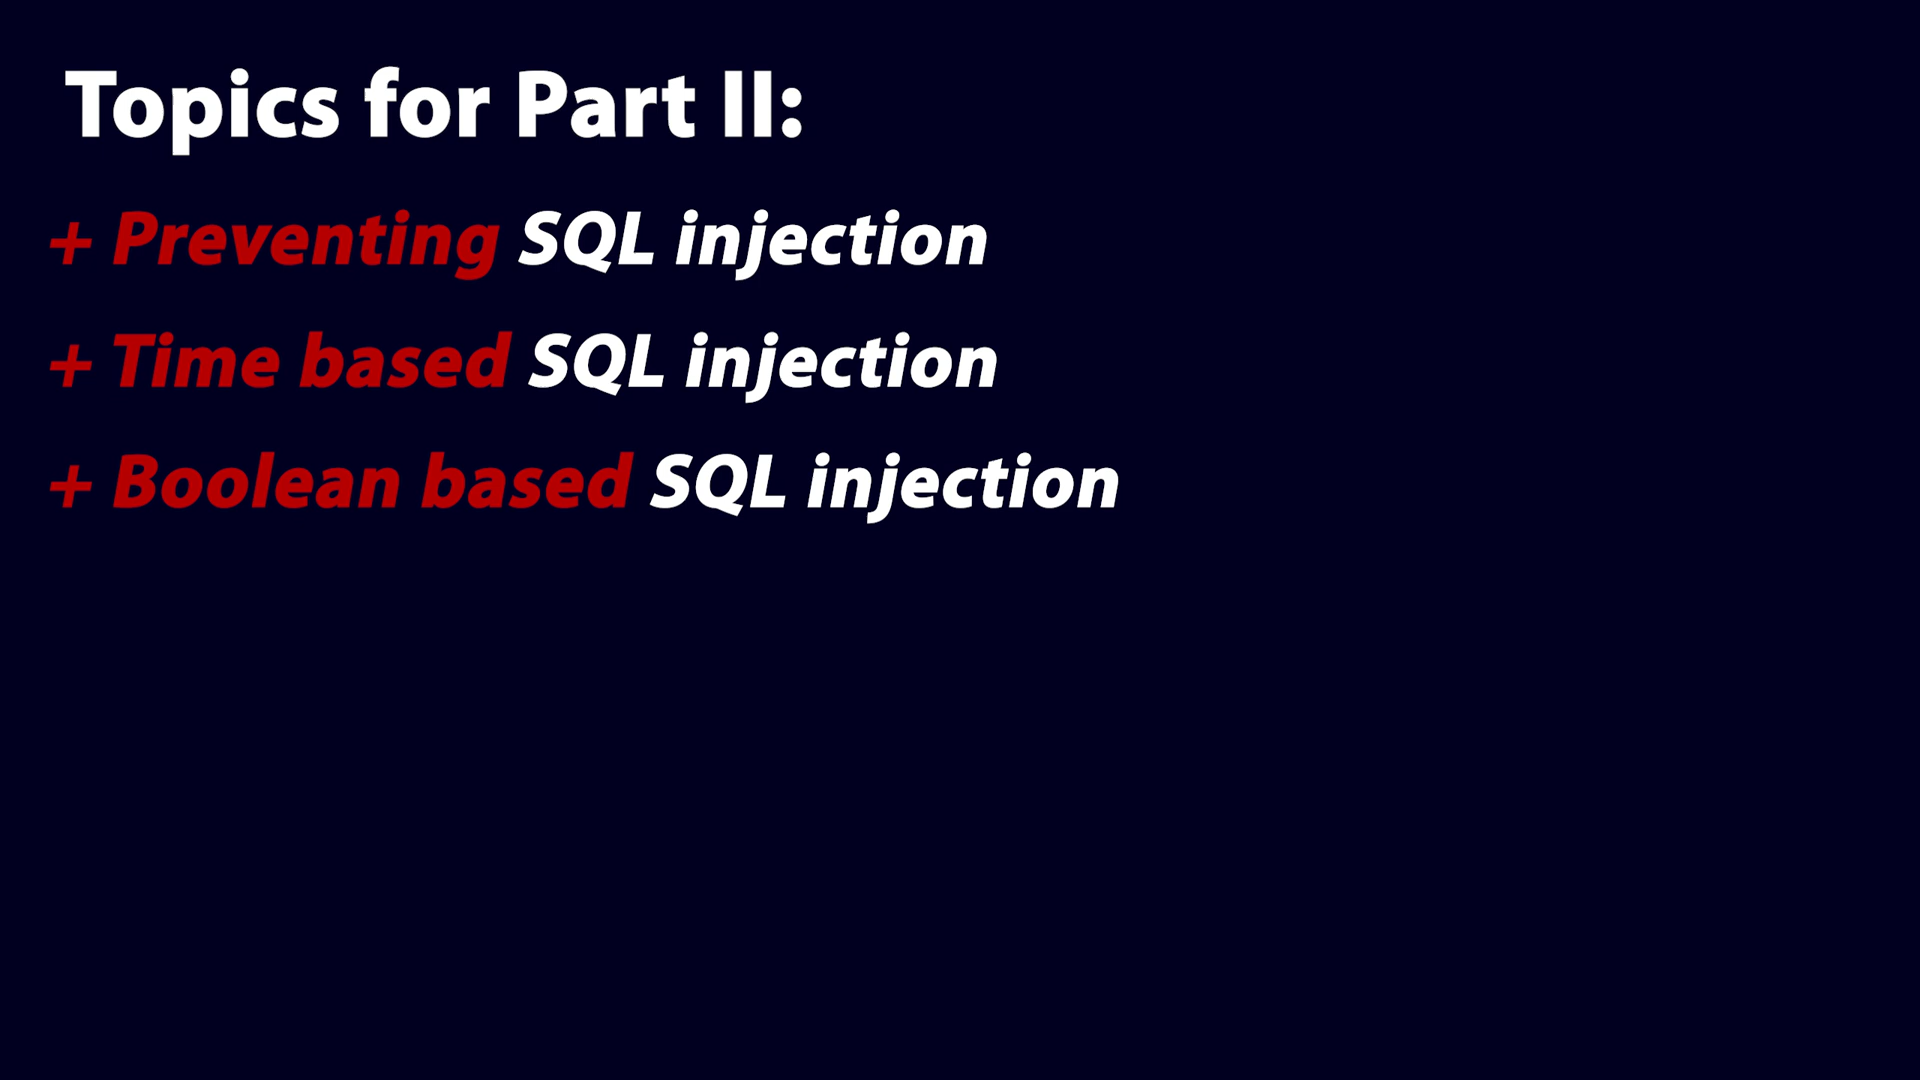 Topics for Part II:
+ Preventing SQL injection
+ Time based SQL injection
+ Boolean based SQL injection